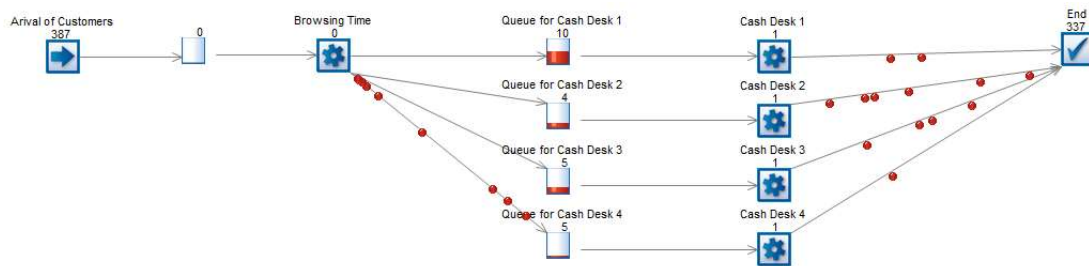 Arival of Customers
387
0
Browsing Time
0
Queue for Cash Desk 1
10
Cash Desk 1
1
End
337
Queue for Cash Desk 2
4
Cash Desk 2
1
Queue for Cash Desk 3
5
Cash Desk 3
1
Queue for Cash Desk 4
5
Cash Desk 4
1